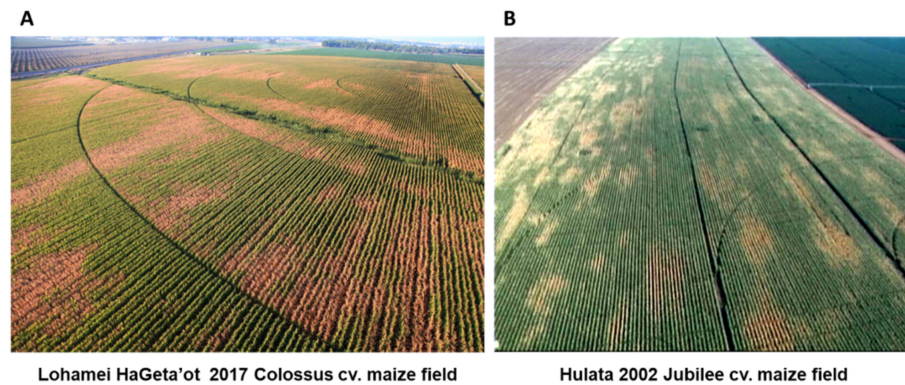 A
B
Lohamei HaGeta'ot 2017 Colossus cv. maize field
Hulata 2002 Jubilee cv. maize field